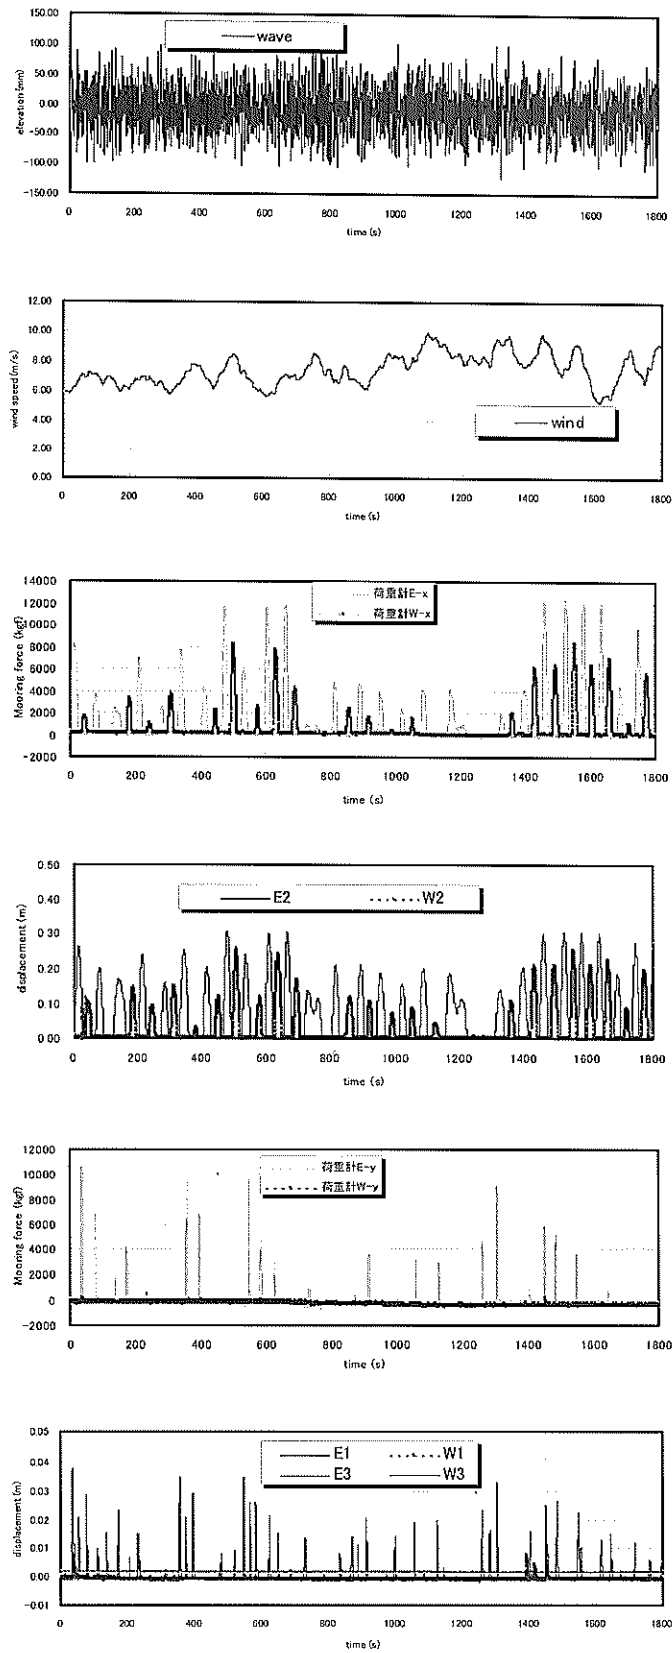 150.00
100.00
50.00
0.00
-50.00
-100.00
-150.00
elevation (mm)
wave
0 200 400 600 800 1000 1200 1400 1600 1800
time (s)
12.00
10.00
8.00
6.00
4.00
2.00
0.00
wind speed (m/s)
wind
0 200 400 600 800 1000 1200 1400 1600 1800
time (s)
14000
12000
10000
8000
6000
4000
2000
0
-2000
Mooring force (kgf)
荷重計E-x
荷重計W-x
0 200 400 600 800 1000 1200 1400 1600 1800
time (s)
0.50
0.40
0.30
0.20
0.10
0.00
displacement (m)
E2 W2
0 200 400 600 800 1000 1200 1400 1600 1800
time (s)
12000
10000
8000
6000
4000
2000
0
-2000
Mooring force (kgf)
荷重計E-y
荷重計W-y
0 200 400 600 800 1000 1200 1400 1600 1800
time (s)
0.05
0.04
0.03
0.02
0.01
0.00
-0.01
displacement (m)
E1 W1
E3 W3
0 200 400 600 800 1000 1200 1400 1600 1800
time (s)